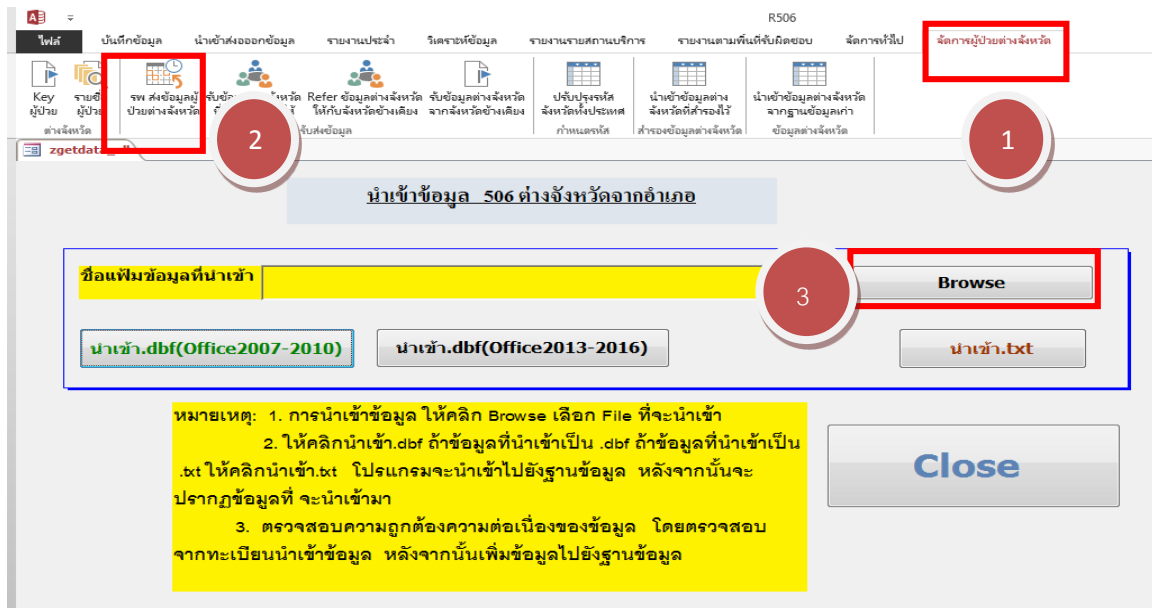 R506
ไฟล์ บันทึกข้อมูล นำเข้าส่งออกข้อมูล รายงานประจำ วิเคราะห์ข้อมูล รายงานรายสถานบริการ รายงานตามพื้นที่รับผิดชอบ จัดการทั่วไป จัดการผู้ป่วยต่างจังหวัด
Key รพ ส่งข้อมูลผู้ Refer ข้อมูลต่างจังหวัด รับข้อมูลต่างจังหวัด ปรับปรุงรหัส นำเข้าข้อมูลต่าง นำเข้าข้อมูลต่างจังหวัด
ผู้ป่วย ป่วยต่างจังหวัด ให้กับจังหวัดข้างเคียง จากจังหวัดข้างเคียง จังหวัดทั้งประเทศ จังหวัดที่สำรองไว้ จากฐานข้อมูลเก่า
ต่างจังหวัด รับส่งข้อมูล กำหนดรหัส สำรองข้อมูลต่างจังหวัด ข้อมูลต่างจังหวัด
2
1
นำเข้าข้อมูล 506 ต่างจังหวัดจากอำเภอ
ชื่อแฟ้มข้อมูลที่นำเข้า
3
Browse
นำเข้า.dbf(Office2007-2010) นำเข้า.dbf(Office2013-2016) นำเข้า.txt
หมายเหตุ: 1. การนำเข้าข้อมูล ให้คลิก Browse เลือก File ที่จะนำเข้า
2. ให้คลิกนำเข้า.dbf ถ้าข้อมูลที่นำเข้าเป็น .dbf ถ้าข้อมูลที่นำเข้าเป็น
.txt ให้คลิกนำเข้า.txt โปรแกรมจะนำเข้าไปยังฐานข้อมูล หลังจากนั้นจะ
ปรากฏข้อมูลที่ จะนำเข้ามา
3. ตรวจสอบความถูกต้องความต่อเนื่องของข้อมูล โดยตรวจสอบ
จากทะเบียนนำเข้าข้อมูล หลังจากนั้นเพิ่มข้อมูลไปยังฐานข้อมูล
Close